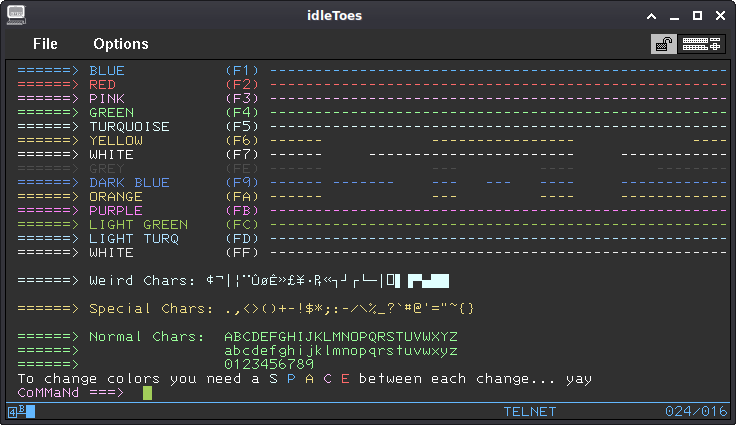 idleToes
File Options
======> BLUE (F1) ----------------------------------------------------
======> RED (F2) ----------------------------------------------------
======> PINK (F3) ----------------------------------------------------
======> GREEN (F4) ----------------------------------------------------
======> TURQUOISE (F5) ----------------------------------------------------
======> YELLOW (F6) ------ ---------------- ----
======> WHITE (F7) ------ ---------------------- ------------
======> GREY (FE) ---- --- --- ---
======> DARK BLUE (F9) ------ ------- --- --- --- ------------
======> ORANGE (FA) ------ --- --- --- ------------
======> PURPLE (FB) ----------------------------------------------------
======> LIGHT GREEN (FC) ----------------------------------------------------
======> LIGHT TURQ (FD) ----------------------------------------------------
======> WHITE (FF) ----------------------------------------------------
======> Weird Chars: ¢¬|¦¨ÛøÊ»£¥·₧«┐┘┌└─│
======> Special Chars: .,<>()+-!$*;:-/\%_?`#@'="~{}
======> Normal Chars: ABCDEFGHIJKLMNOPQRSTUVWXYZ
======> abcdefghijklmnopqrstuvwxyz
======> 0123456789
To change colors you need a S P A C E between each change... yay
CoMMaNd ===>
4 B TELNET 024/016